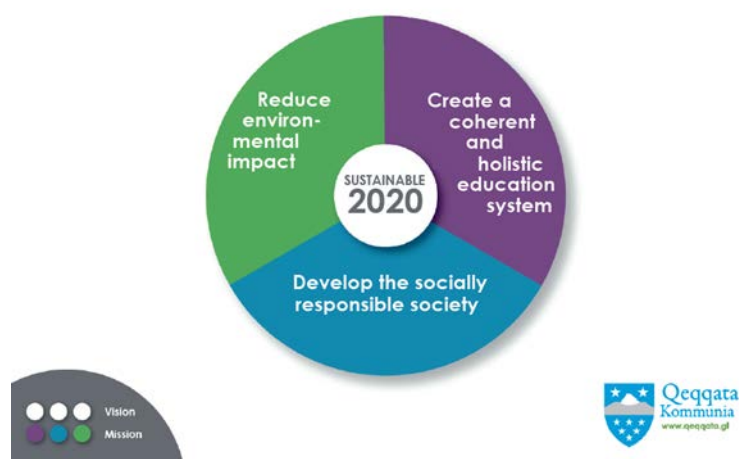 Reduce
environ-
mental
impact
Create a
coherent
and
holistic
education
system
SUSTAINABLE
2020
Develop the socially
responsible society
Vision
Mission
Qeqqata
Kommunia
www.qeqqata.gl